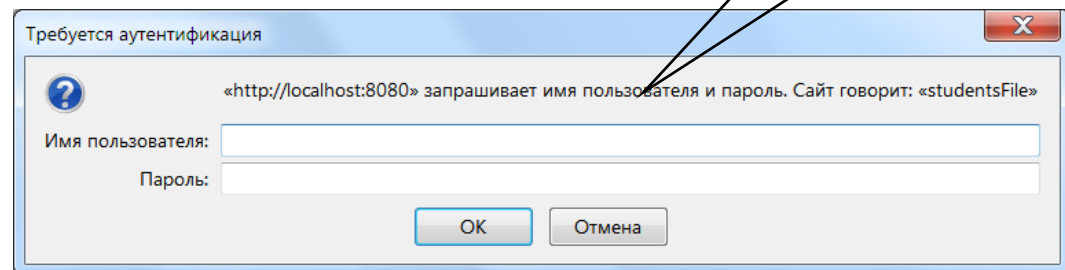 Требуется аутентификация
«http://localhost:8080» запрашивает имя пользователя и пароль. Сайт говорит: «studentsFile»
Имя пользователя:
Пароль:
OK
Отмена